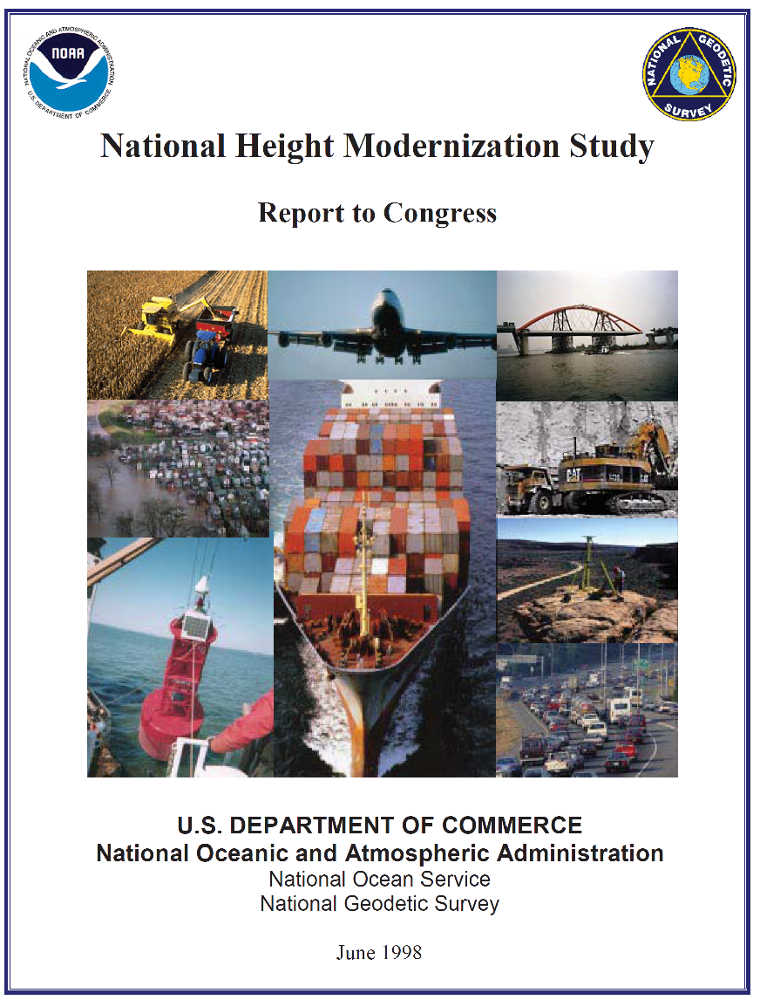 NATIONAL OCEANIC AND ATMOSPHERIC ADMINISTRATION
NOAA
U.S. DEPARTMENT OF COMMERCE
NATIONAL GEODETIC
SURVEY
National Height Modernization Study
Report to Congress
CAT
U.S. DEPARTMENT OF COMMERCE
National Oceanic and Atmospheric Administration
National Ocean Service
National Geodetic Survey
June 1998